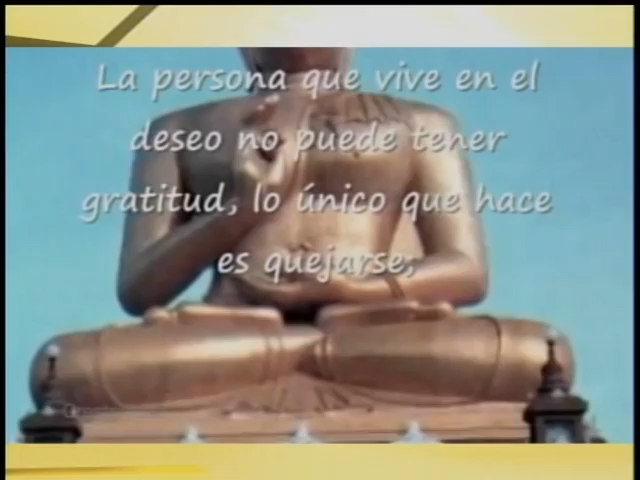 La persona que vive en el
deseo no puede tener
gratitud, lo único que hace
es quejarse;